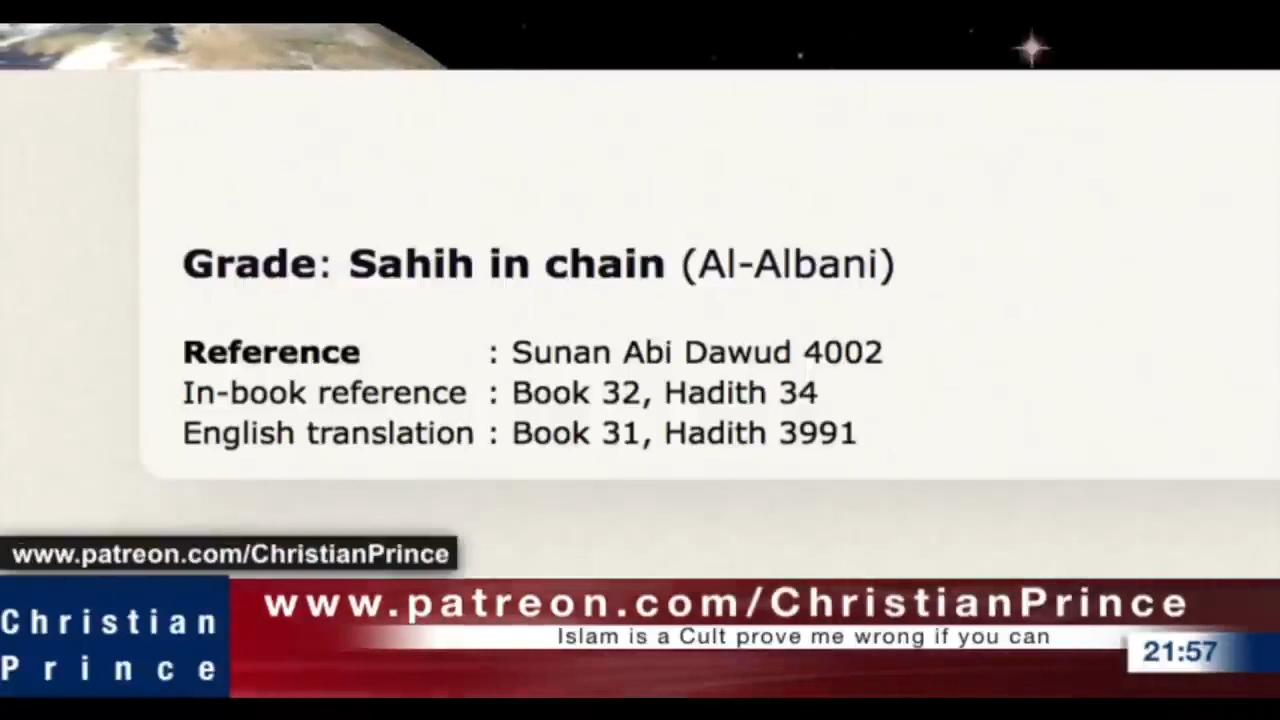 Grade: Sahih in chain (Al-Albani)
Reference : Sunan Abi Dawud 4002
In-book reference : Book 32, Hadith 34
English translation : Book 31, Hadith 3991
www.patreon.com/ChristianPrince
www.patreon.com/ChristianPrince
Islam is a Cult prove me wrong if you can
Christian
Prince
21:57